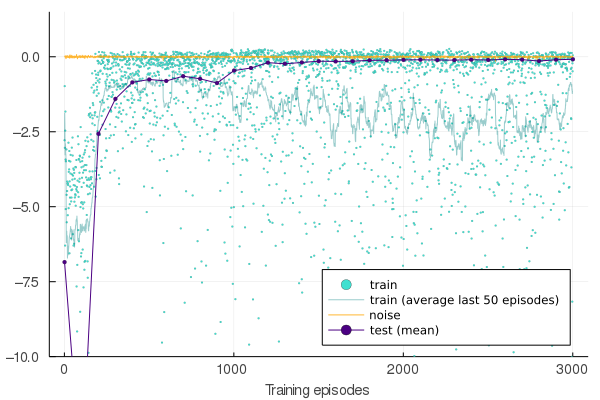 0.0
−2.5
−5.0
−7.5
−10.0
train
train (average last 50 episodes)
noise
test (mean)
0 1000 2000 3000
Training episodes